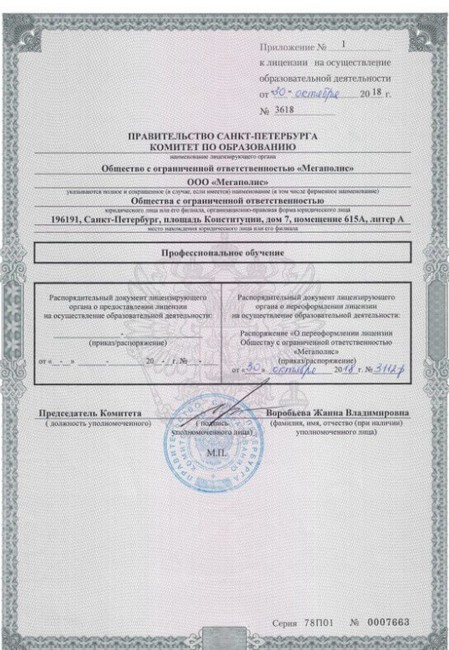 Приложение № 1
к лицензии на осуществление
образовательной деятельности
от «30» октября 2018 г.
№ 3618
ПРАВИТЕЛЬСТВО САНКТ-ПЕТЕРБУРГА
КОМИТЕТ ПО ОБРАЗОВАНИЮ
наименование лицензирующего органа
Общество с ограниченной ответственностью «Мегаполис»
ООО «Мегаполис»
указываются полное и сокращенное (в случае, если имеется) наименование (в том числе фирменное наименование)
Общества с ограниченной ответственностью
юридического лица или его филиала, организационно-правовая форма юридического лица
196191, Санкт-Петербург, площадь Конституции, дом 7, помещение 615А, литер А
место нахождения юридического лица или его филиала
Профессиональное обучение
Распорядительный документ лицензирующего
органа о предоставлении лицензии
на осуществление образовательной деятельности:
-
(приказ/распоряжение)
от « - » - 20 - г. № -
Распорядительный документ лицензирующего
органа о переоформлении лицензии
на осуществление образовательной деятельности:
Распоряжение «О переоформлении лицензии
Обществу с ограниченной ответственностью
«Мегаполис»
(приказ/распоряжение)
от «30» октября 2018 г. № 3112-р
Председатель Комитета
( должность уполномоченного)
( подпись
уполномоченного лица)
Воробьева Жанна Владимировна
(фамилия, имя, отчество (при наличии)
уполномоченного лица)
М.П.
Серия 78П01 № 0007663